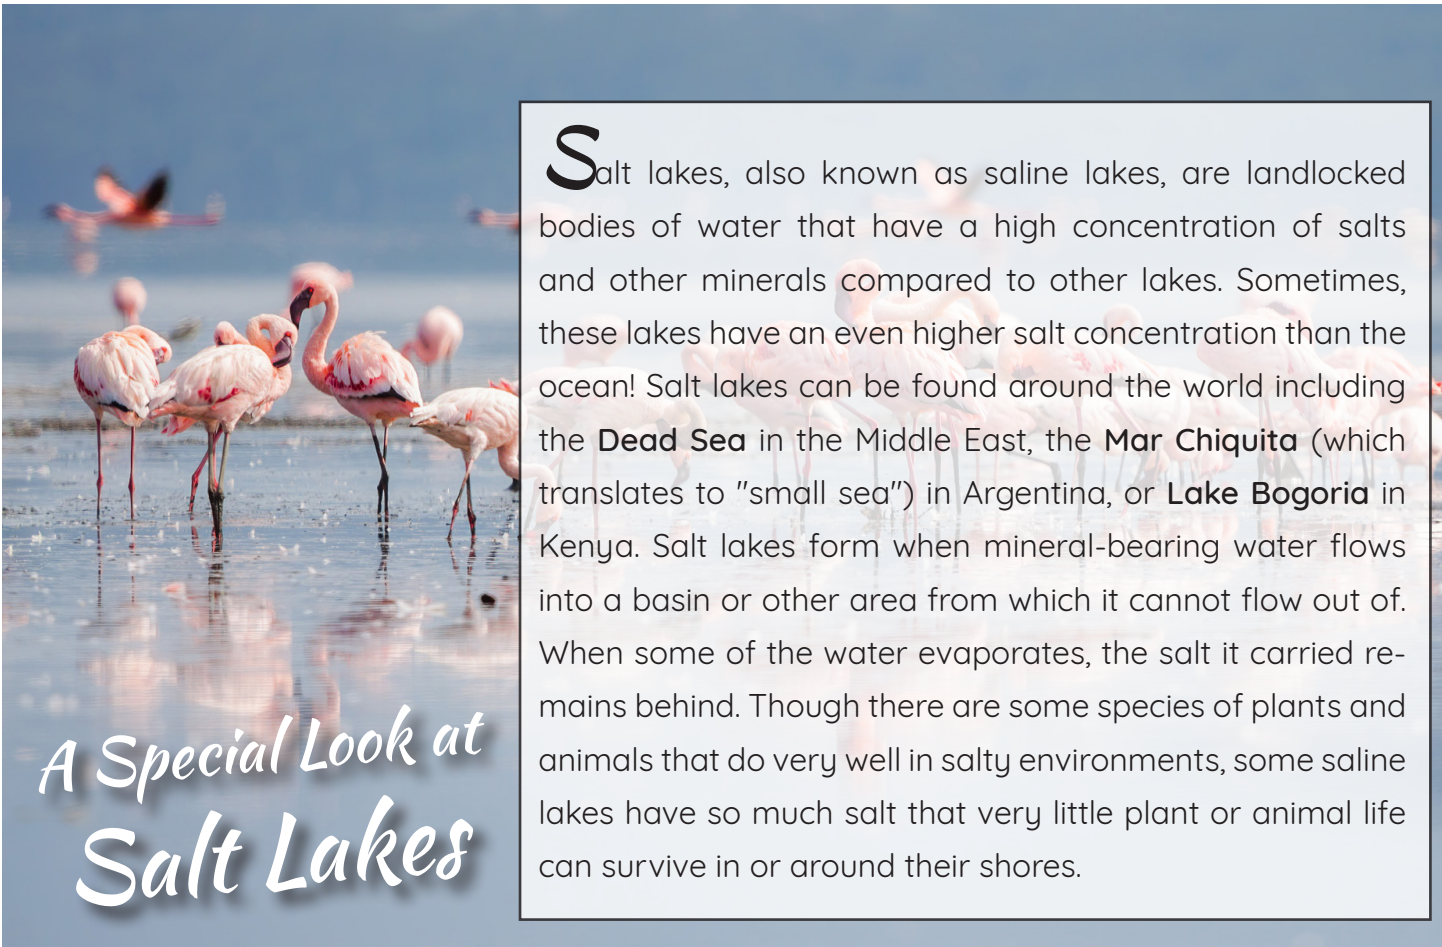 Salt lakes, also known as saline lakes, are landlocked
bodies of water that have a high concentration of salts
and other minerals compared to other lakes. Sometimes,
these lakes have an even higher salt concentration than the
ocean! Salt lakes can be found around the world including
the Dead Sea in the Middle East, the Mar Chiquita (which
translates to "small sea") in Argentina, or Lake Bogoria in
Kenya. Salt lakes form when mineral-bearing water flows
into a basin or other area from which it cannot flow out of.
When some of the water evaporates, the salt it carried re-
mains behind. Though there are some species of plants and
animals that do very well in salty environments, some saline
lakes have so much salt that very little plant or animal life
can survive in or around their shores.
A Special Look at
Salt Lakes